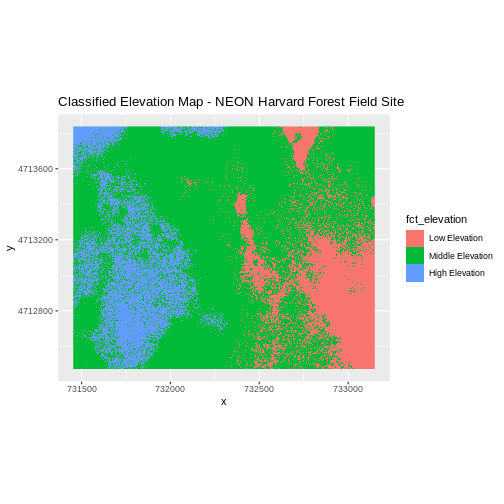 Classified Elevation Map - NEON Harvard Forest Field Site
4713600
4713200
4712800
y
731500 732000 732500 733000
x
fct_elevation
Low Elevation
Middle Elevation
High Elevation